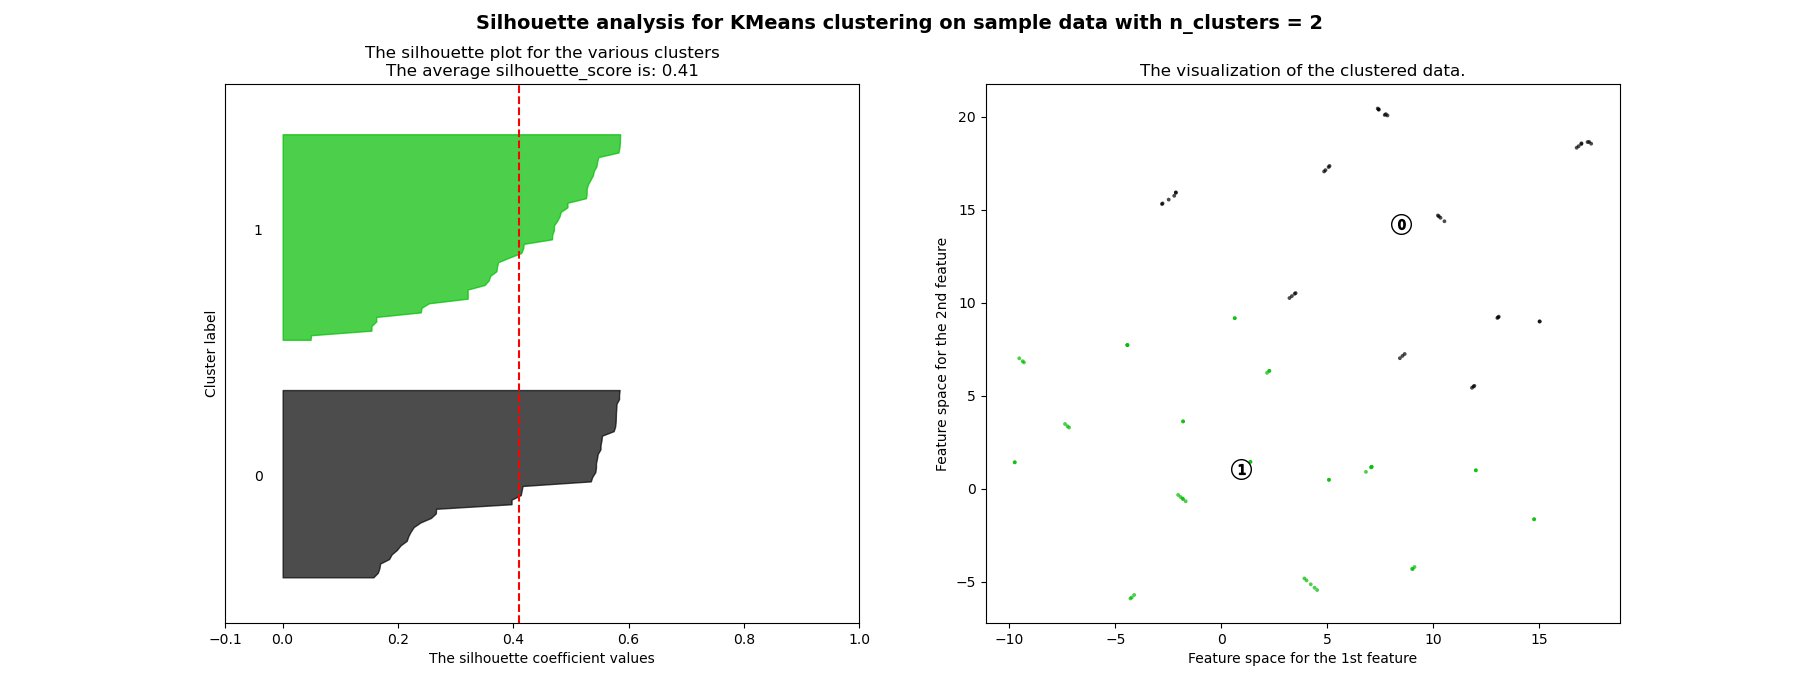 Silhouette analysis for KMeans clustering on sample data with n_clusters = 2
The silhouette plot for the various clusters
The average silhouette_score is: 0.41
1
0
Cluster label
−0.1 0.0 0.2 0.4 0.6 0.8 1.0
The silhouette coefficient values
The visualization of the clustered data.
20
15
10
5
0
−5
Feature space for the 2nd feature
0
1
−10 −5 0 5 10 15
Feature space for the 1st feature